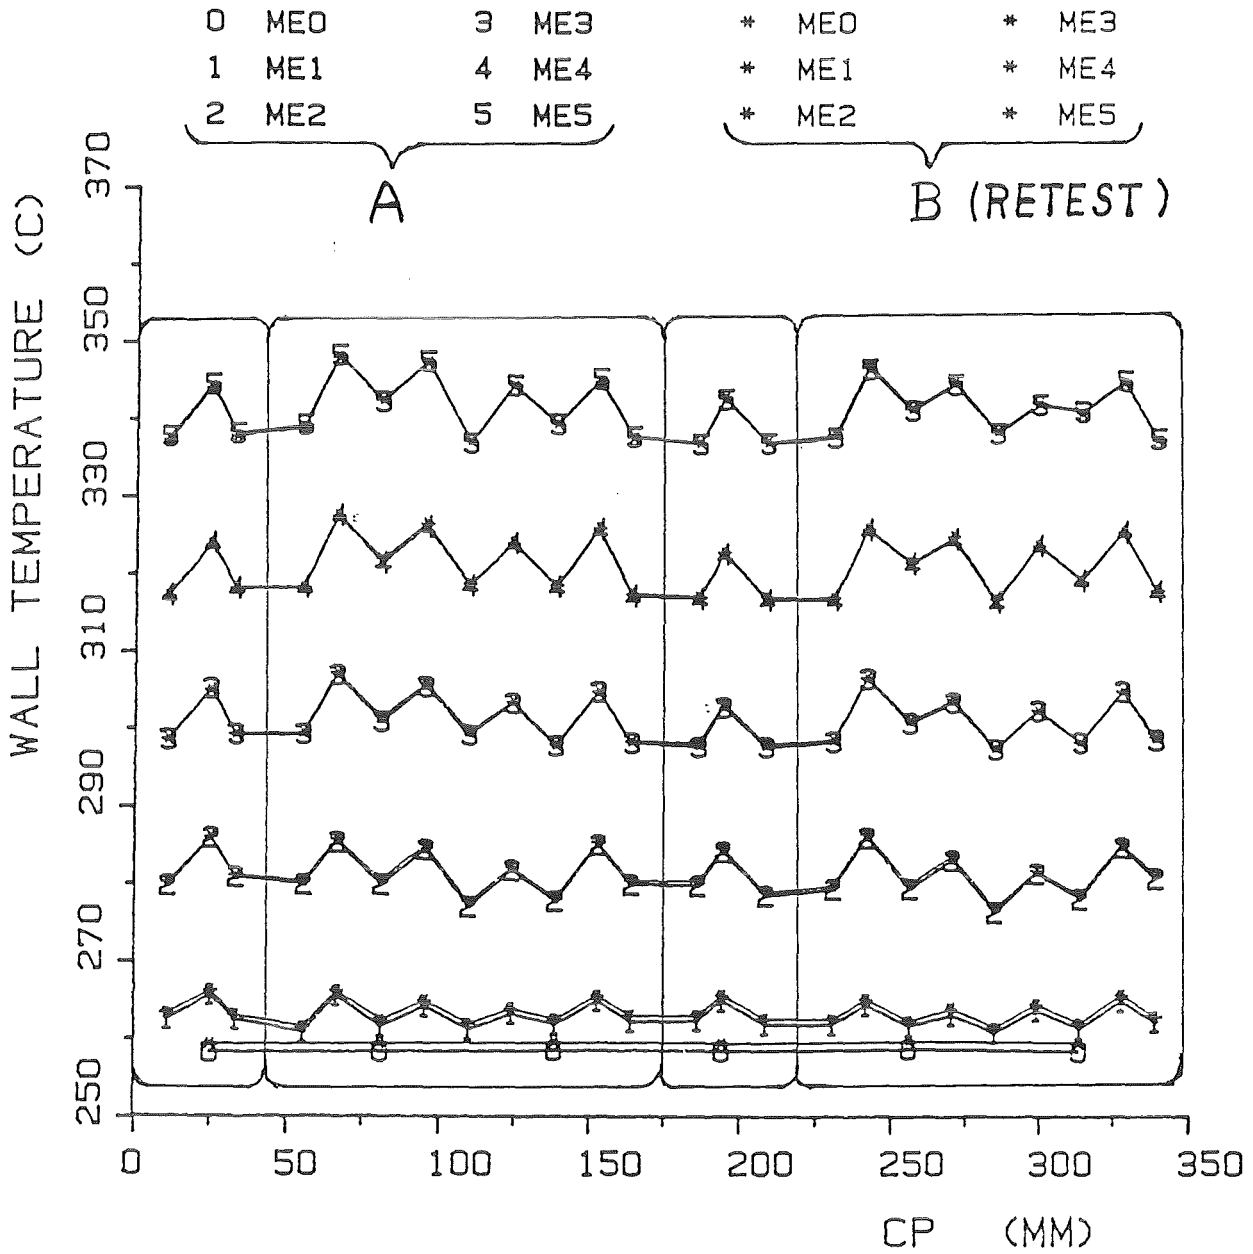 0 ME0 3 ME3 * ME0 * ME3
1 ME1 4 ME4 * ME1 * ME4
2 ME2 5 ME5 * ME2 * ME5
A B (RETEST)
WALL TEMPERATURE (C)
370
350
330
310
290
270
250
0 50 100 150 200 250 300 350
CP (MM)